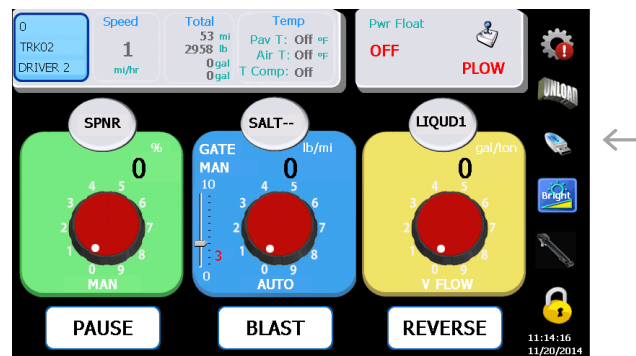 0
TRK02
DRIVER 2
Speed
1
mi/hr
Total
53 mi
2958 lb
0 gal
0 gal
Temp
Pav T: Off °F
Air T: Off °F
T Comp: Off
Pwr Float
OFF
PLOW
UNLOAD
SPNR
%
0
4 5
3 6
2 7
1 8
0 9
MAN
SALT--
GATE
MAN
lb/mi
0
10
3
0
4 5
3 6
2 7
1 8
0 9
AUTO
LIQUD1
gal/ton
0
4 5
3 6
2 7
1 8
0 9
V FLOW
Bright
PAUSE
BLAST
REVERSE
11:14:16
11/20/2014